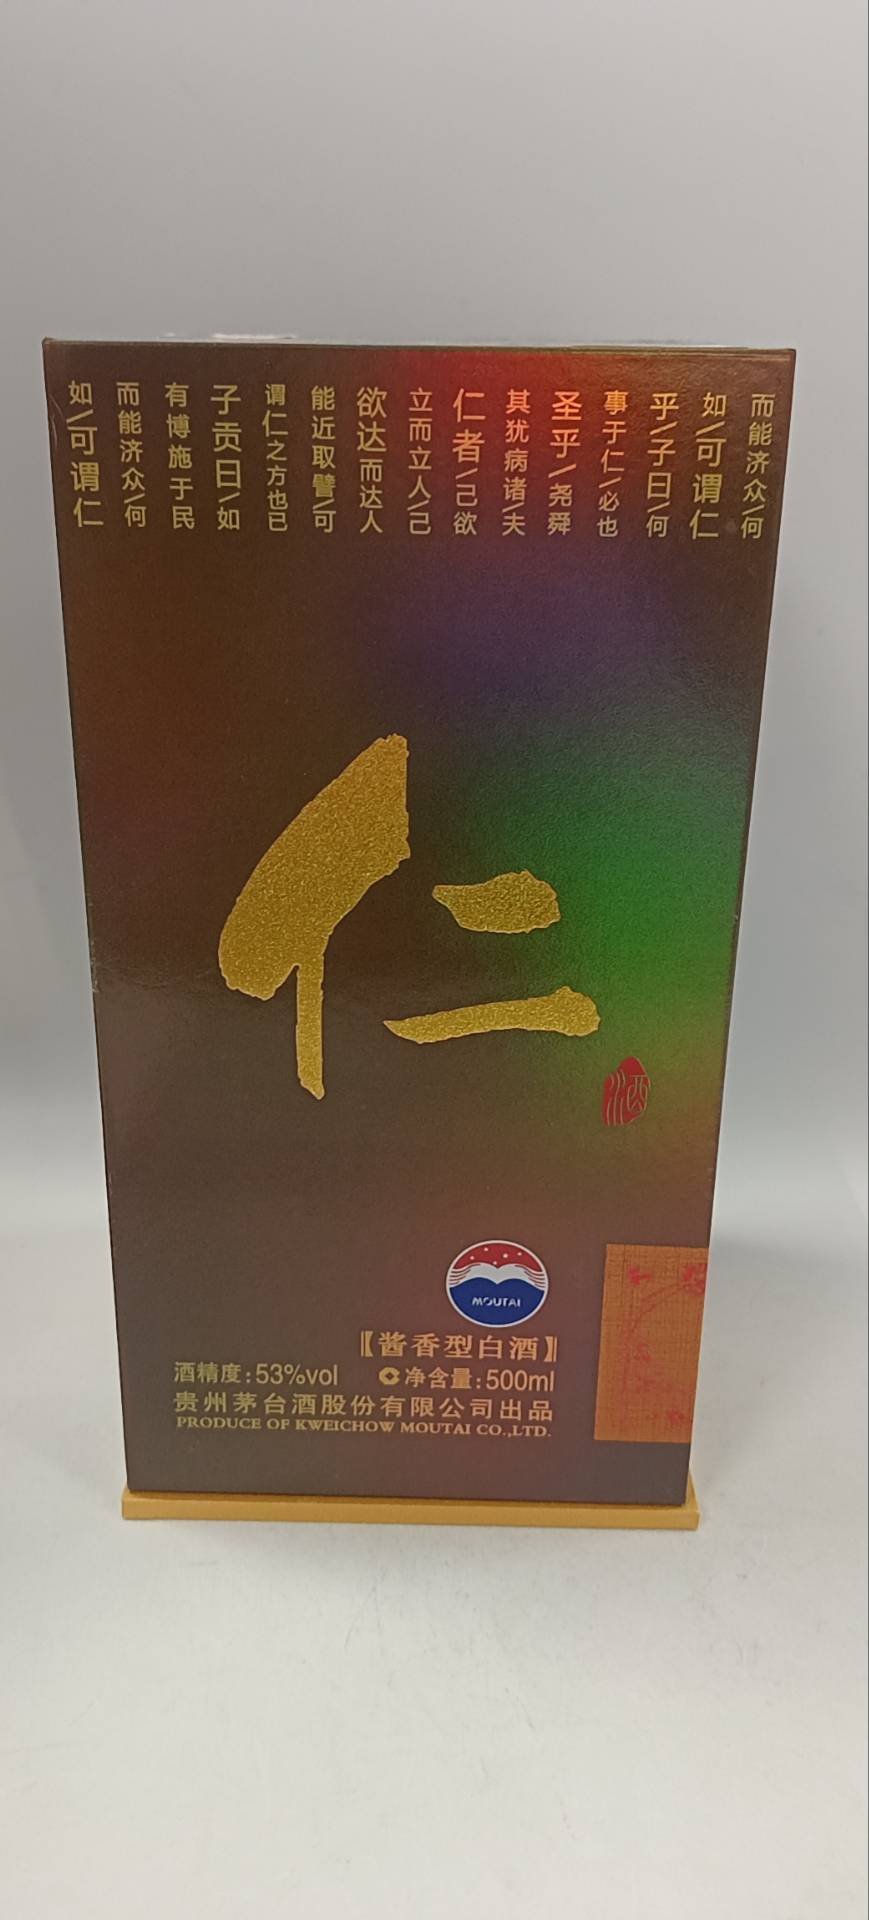 而能济众\何
如\可谓仁
乎/子曰\何
事于仁/必也
圣乎/尧舜
其犹病诸\夫
仁者\己欲
立而立人\己
欲达而达人
能近取譬\可
谓仁之方也已
子贡曰\如
有博施于民
而能济众\何
如\可谓仁
仁
酒
MOUTAI
【酱香型白酒】
酒精度:53%vol 净含量:500ml
贵州茅台酒股份有限公司出品
PRODUCE OF KWEICHOW MOUTAI CO.,LTD.